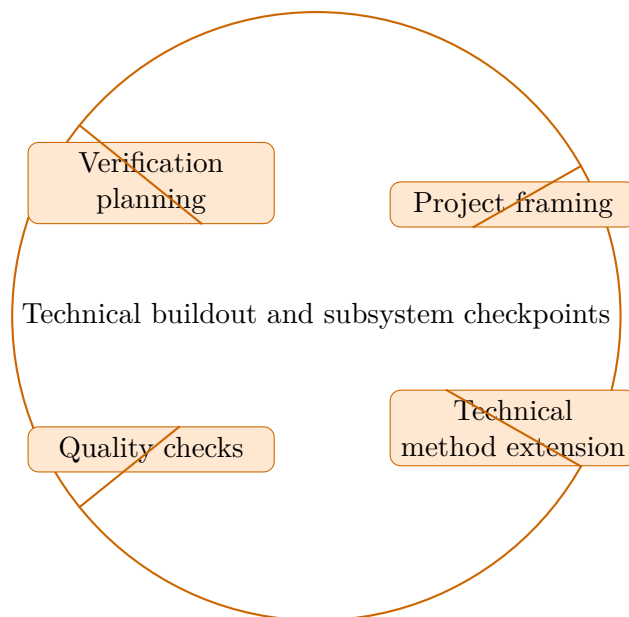 Verification
planning
Project framing
Technical buildout and subsystem checkpoints
Technical
method extension
Quality checks